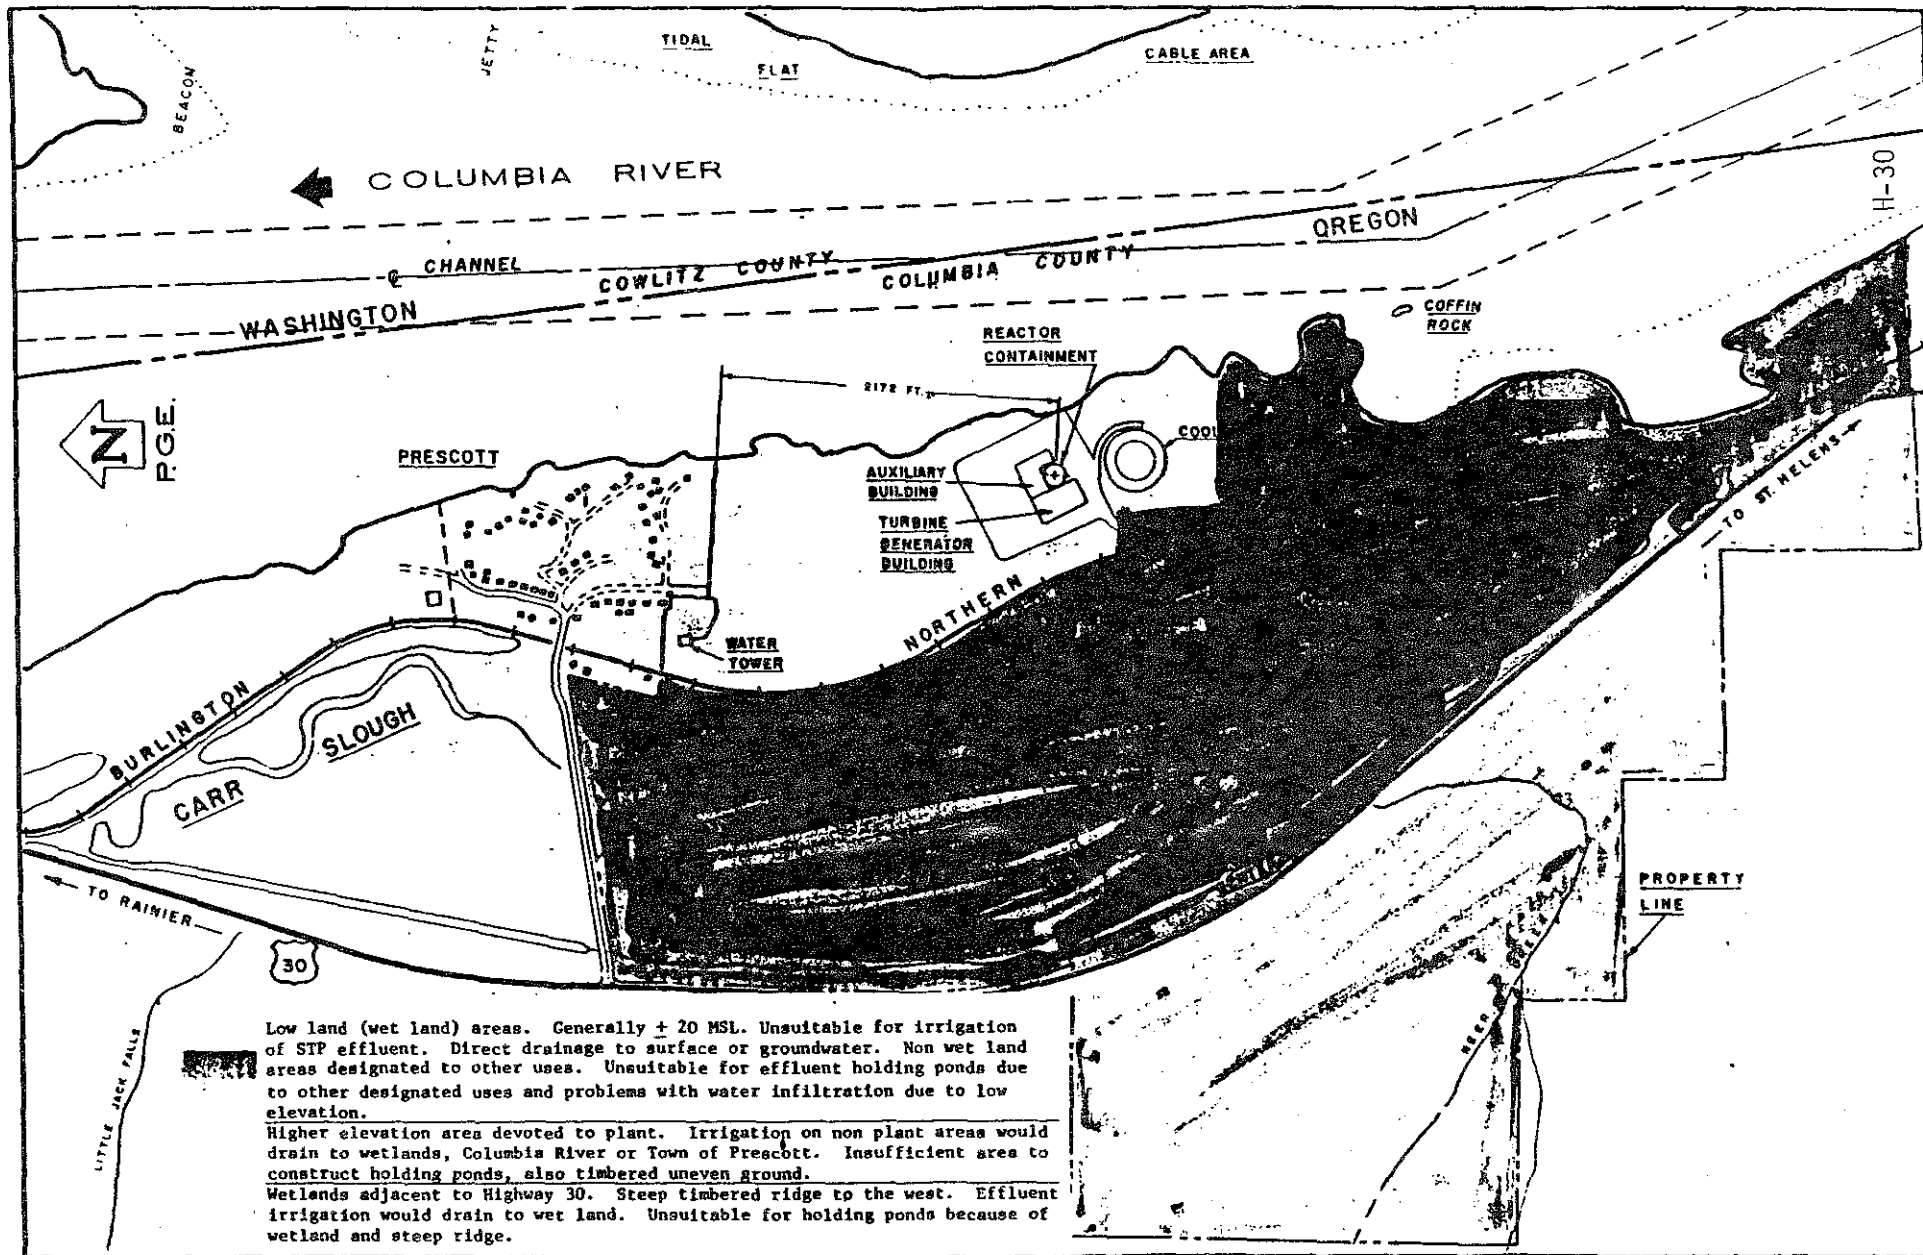 TIDAL
FLAT
CABLE AREA
JETTY
BEACON
COLUMBIA RIVER
H-30
OREGON
CHANNEL
COWLITZ COUNTY
COLUMBIA COUNTY
WASHINGTON
COFFIN
ROCK
REACTOR
CONTAINMENT
2172 FT.
N
P.G.E.
PRESCOTT
COOL
AUXILIARY
BUILDING
TURBINE
GENERATOR
BUILDING
TO ST. HELENS
NORTHERN
WATER
TOWER
BURLINGTON
CARR
SLOUGH
TO RAINIER
30
PROPERTY
LINE
NEER CREEK
LITTLE JACK FALLS
Low land (wet land) areas. Generally ± 20 MSL. Unsuitable for irrigation
of STP effluent. Direct drainage to surface or groundwater. Non wet land
areas designated to other uses. Unsuitable for effluent holding ponds due
to other designated uses and problems with water infiltration due to low
elevation.
Higher elevation area devoted to plant. Irrigation on non plant areas would
drain to wetlands, Columbia River or Town of Prescott. Insufficient area to
construct holding ponds, also timbered uneven ground.
Wetlands adjacent to Highway 30. Steep timbered ridge to the west. Effluent
irrigation would drain to wet land. Unsuitable for holding ponds because of
wetland and steep ridge.